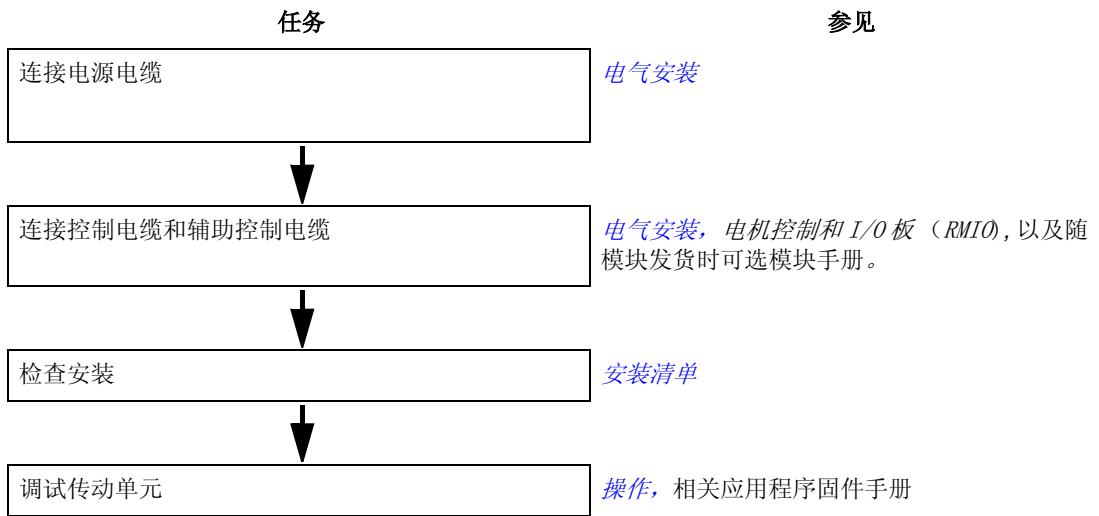 任务 参见
连接电源电缆 电气安装
连接控制电缆和辅助控制电缆 电气安装，电机控制和 I/O 板（RMIO），以及随
模块发货时可选模块手册。
检查安装 安装清单
调试传动单元 操作，相关应用程序固件手册